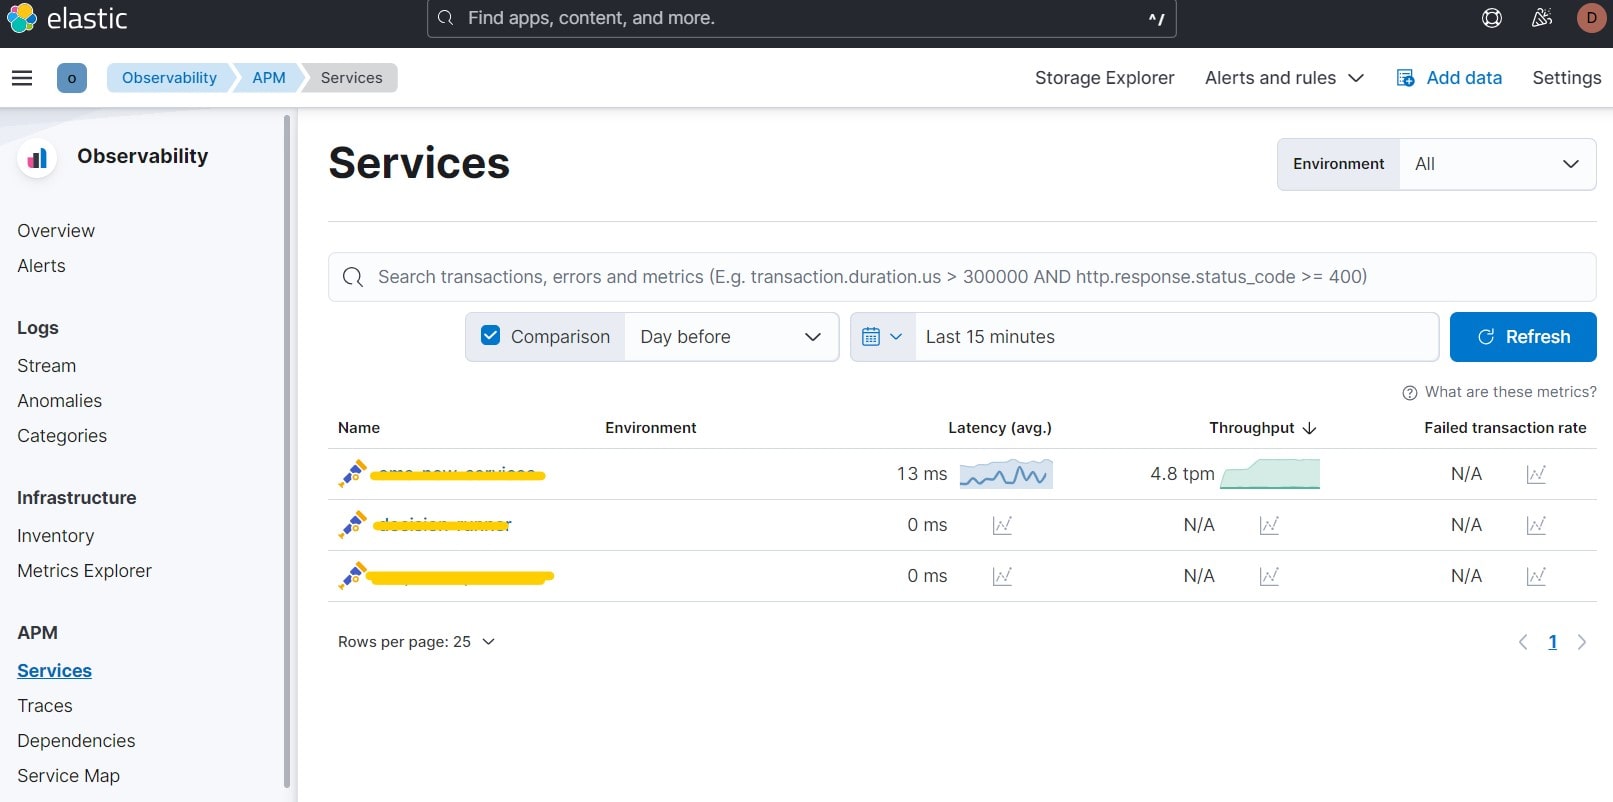 elastic
Find apps, content, and more.
^/
D
o
Observability
APM
Services
Storage Explorer
Alerts and rules
Add data
Settings
Observability
Overview
Alerts
Logs
Stream
Anomalies
Categories
Infrastructure
Inventory
Metrics Explorer
APM
Services
Traces
Dependencies
Service Map
Services
Environment All
Search transactions, errors and metrics (E.g. transaction.duration.us > 300000 AND http.response.status_code >= 400)
Comparison Day before Last 15 minutes Refresh
What are these metrics?
Name Environment Latency (avg.) Throughput Failed transaction rate
13 ms 4.8 tpm N/A
0 ms N/A N/A
0 ms N/A N/A
Rows per page: 25
1